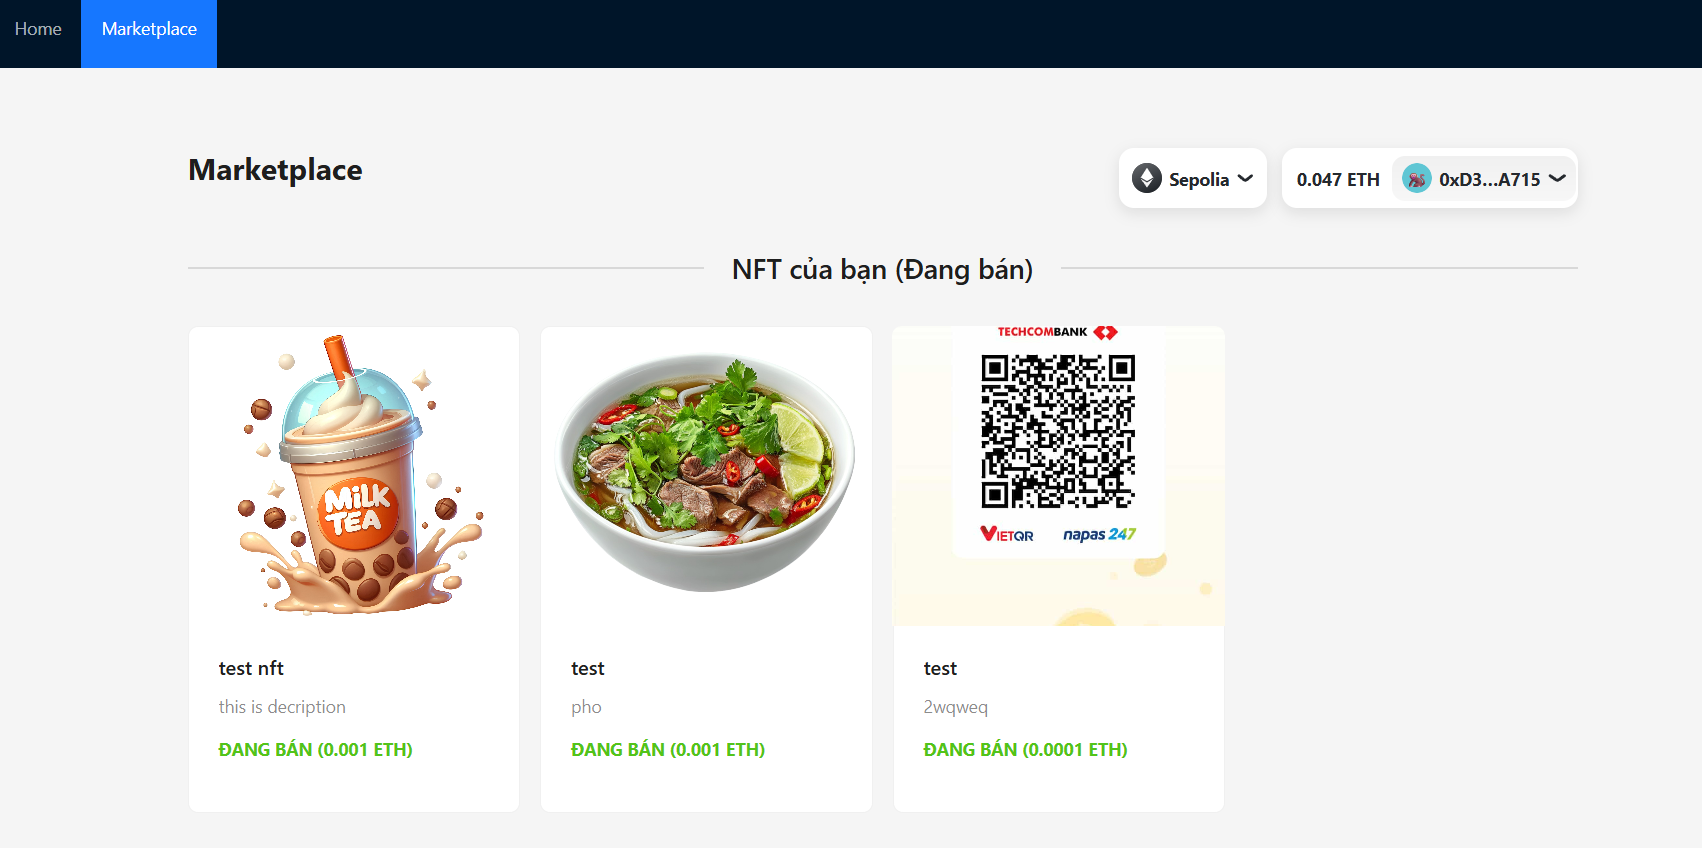 Home
Marketplace
Marketplace
Sepolia
0.047 ETH
0xD3...A715
NFT của bạn (Đang bán)
MiLK
TEA
TECHCOMBANK
VIETQR
napas 247
test nft
this is decription
ĐANG BÁN (0.001 ETH)
test
pho
ĐANG BÁN (0.001 ETH)
test
2wqweq
ĐANG BÁN (0.0001 ETH)